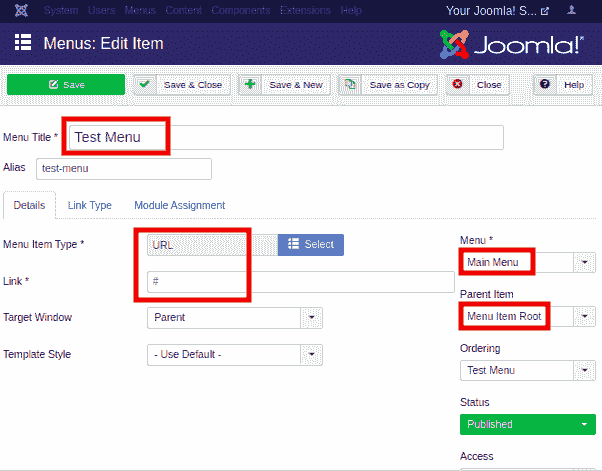 System Users Menus Content Components Extensions Help Your Joomla! S...
Menus: Edit Item Joomla!®
Save Save & Close Save & New Save as Copy Close Help
Menu Title * Test Menu
Alias test-menu
Details Link Type Module Assignment
Menu Item Type * URL Select
Link * #
Target Window Parent
Template Style - Use Default -
Menu *
Main Menu
Parent Item
Menu Item Root
Ordering
Test Menu
Status
Published
Access